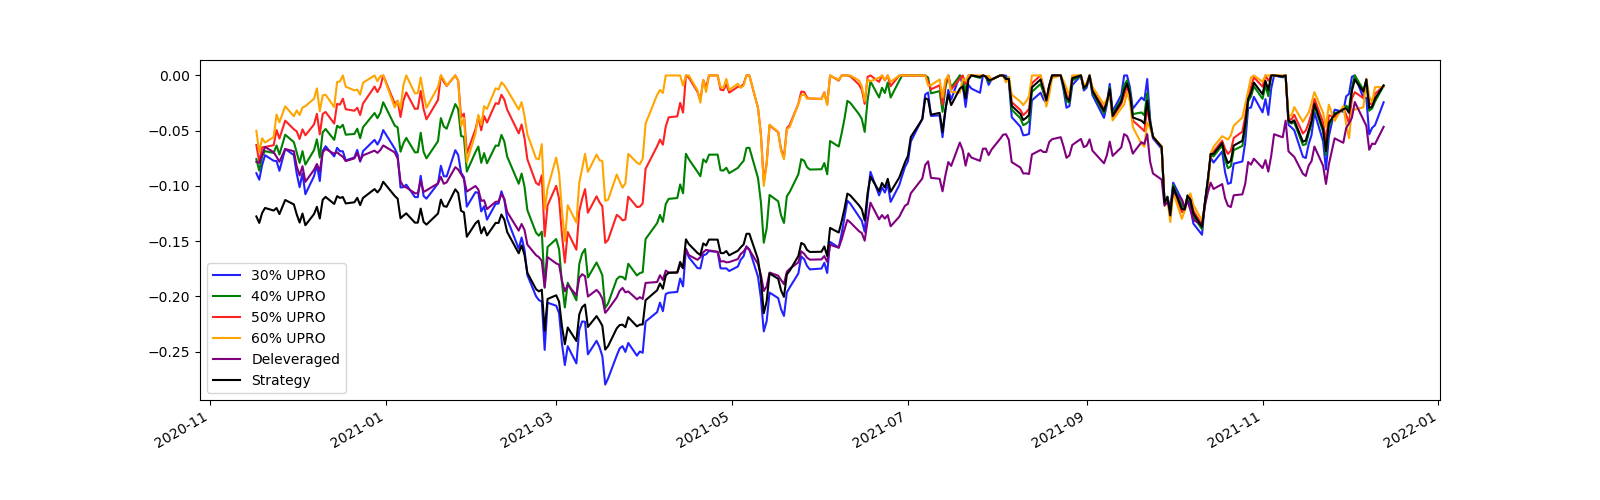 0.00
−0.05
−0.10
−0.15
−0.20
−0.25
30% UPRO
40% UPRO
50% UPRO
60% UPRO
Deleveraged
Strategy
2020-11
2021-01
2021-03
2021-05
2021-07
2021-09
2021-11
2022-01